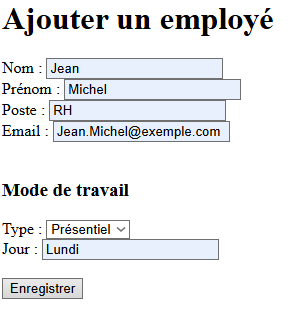 Ajouter un employé
Nom : Jean
Prénom : Michel
Poste : RH
Email : Jean.Michel@exemple.com
Mode de travail
Type : Présentiel
Jour : Lundi
Enregistrer